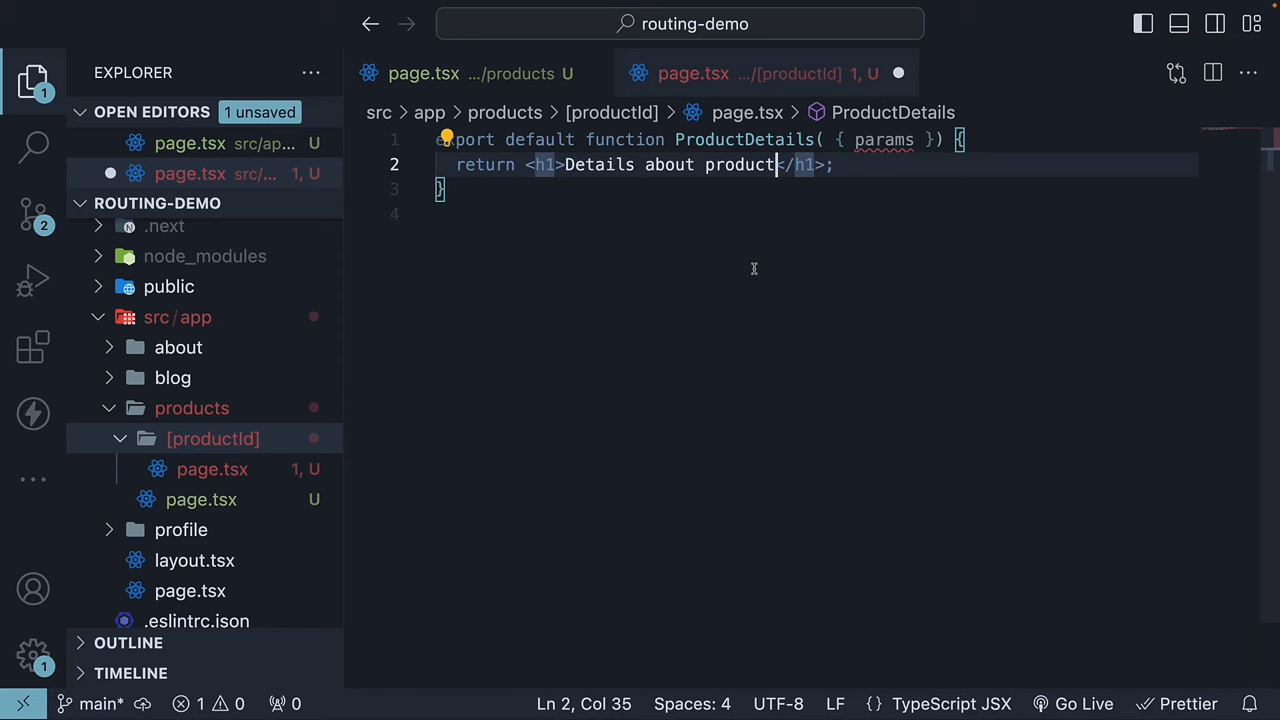 routing-demo
EXPLORER
page.tsx .../products U
page.tsx .../[productId] 1, U
OPEN EDITORS 1 unsaved
src > app > products > [productId] > page.tsx > ProductDetails
page.tsx src/ap... U
page.tsx src/... 1, U
1 export default function ProductDetails( { params }) {
2 return <h1>Details about product</h1>;
3 }
4
ROUTING-DEMO
.next
node_modules
public
src/app
about
blog
products
[productId]
page.tsx 1, U
page.tsx U
profile
layout.tsx
page.tsx
.eslintrc.json
OUTLINE
TIMELINE
1
2
1
main* 1 0 0 Ln 2, Col 35 Spaces: 4 UTF-8 LF {} TypeScript JSX Go Live Prettier